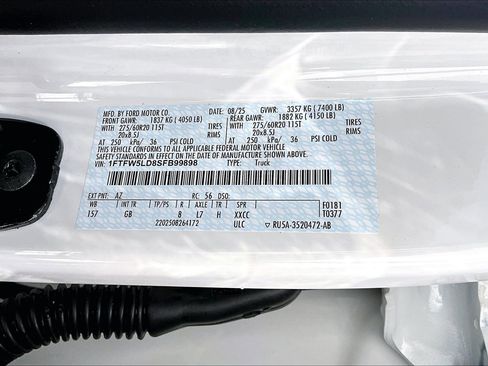 MFD. BY FORD MOTOR CO. DATE: 08/25 GVWR: 3357 KG ( 7400 LB)
FRONT GAWR: 1837 KG ( 4050 LB) REAR GAWR: 1882 KG ( 4150 LB)
WITH 275/60R20 115T WITH 275/60R20 115T
20x8.5J 20x8.5J
AT 250 kPa/ 36 PSI COLD AT 250 kPa/ 36 PSI COLD
THIS VEHICLE CONFORMS TO ALL APPLICABLE FEDERAL MOTOR VEHICLE
SAFETY STANDARDS IN EFFECT ON THE DATE OF MANUFACTURE SHOWN ABOVE.
VIN: 1FTFW5LD8SFB99898 TYPE: Truck
EXT PNT: AZ RC: 56 DSO:
WB INT TR TP/PS R AXLE TR SPR F0181
157 GB 8 L7 H XXCC T0377
2202508264172 ULC RU5A-3520472-AB